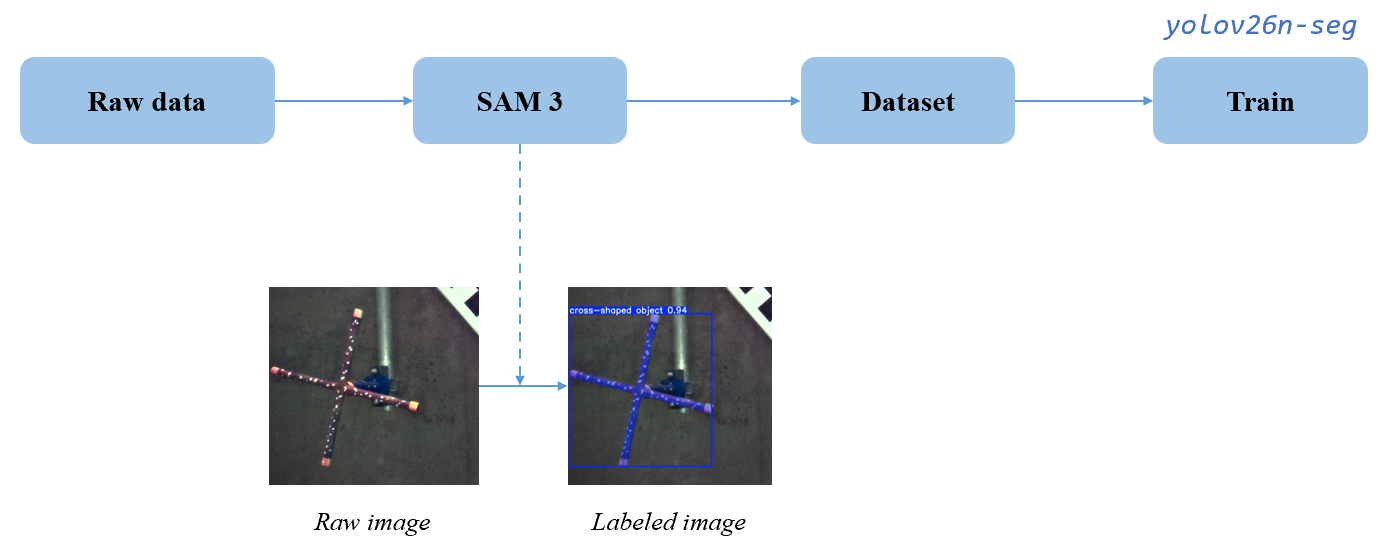 yolov26n-seg
Raw data
SAM 3
Dataset
Train
cross-shaped object 0.94
Raw image
Labeled image